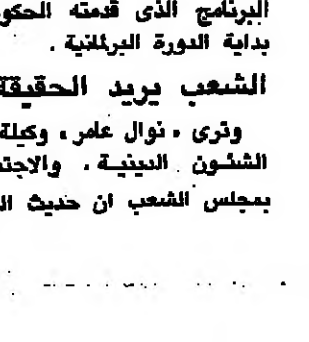 البرنامج الذى قدمته الحكو
بداية الدورة البرلمانية .
الشعب يريد الحقيقة
وترى « نوال عامر » وكيلة
الشئون الدينية ، والاجتم
بمجلس الشعب ان حديث ال